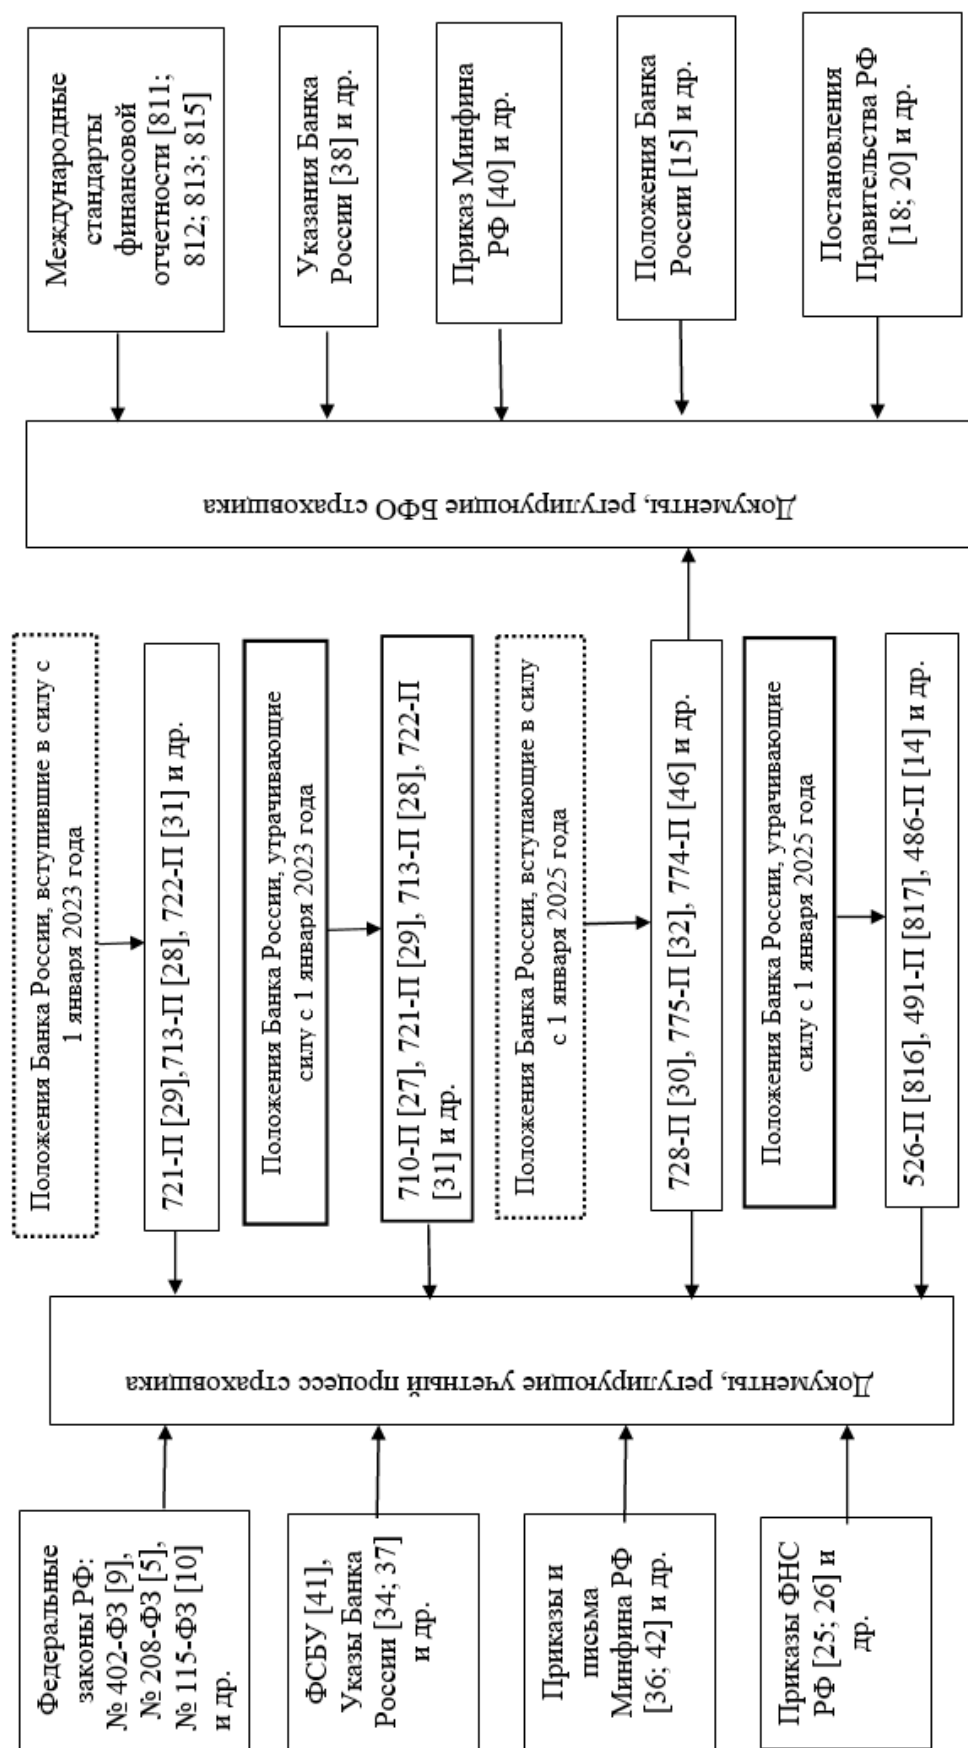 Федеральные
законы РФ:
№ 402-ФЗ [9],
№ 208-ФЗ [5],
№ 115-ФЗ [10]
и др.
ФСБУ [41],
Указы Банка
России [34; 37]
и др.
Приказы и
письма
Минфина РФ
[36; 42] и др.
Приказы ФНС
РФ [25; 26] и
др.
Документы, регулирующие учетный процесс страховщика
Положения Банка России, вступившие в силу с
1 января 2023 года
721-П [29],713-П [28], 722-П [31] и др.
Положения Банка России, утрачивающие
силу с 1 января 2023 года
710-П [27], 721-П [29], 713-П [28], 722-П
[31] и др.
Положения Банка России, вступающие в силу
с 1 января 2025 года
728-П [30], 775-П [32], 774-П [46] и др.
Положения Банка России, утрачивающие
силу с 1 января 2025 года
526-П [816], 491-П [817], 486-П [14] и др.
Документы, регулирующие БФО страховщика
Международные
стандарты
финансовой
отчетности [811;
812; 813; 815]
Указания Банка
России [38] и др.
Приказ Минфина
РФ [40] и др.
Положения Банка
России [15] и др.
Постановления
Правительства РФ
[18; 20] и др.